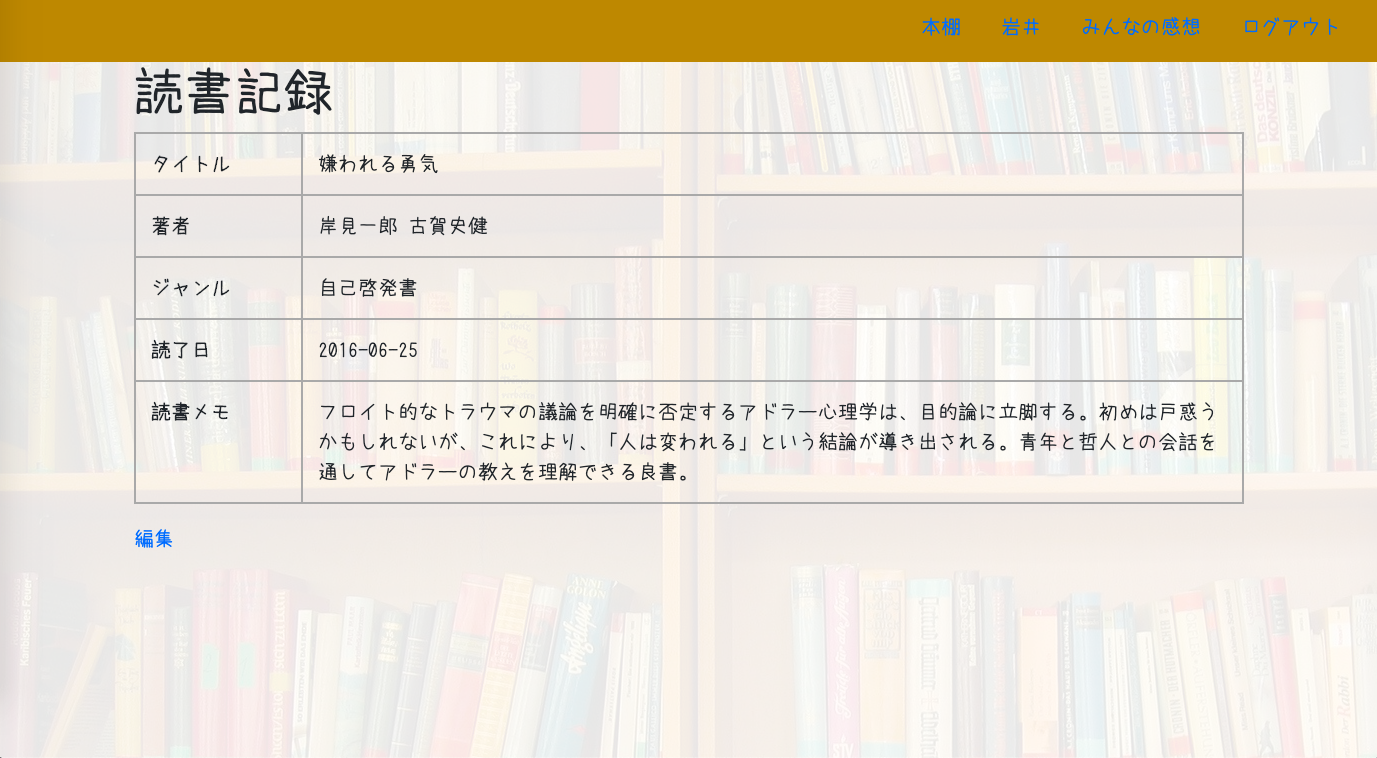 本棚 岩井 みんなの感想 ログアウト
読書記録
タイトル 嫌われる勇気
著者 岸見一郎 古賀史健
ジャンル 自己啓発書
読了日 2016-06-25
読書メモ フロイト的なトラウマの議論を明確に否定するアドラー心理学は、目的論に立脚する。初めは戸惑う
かもしれないが、これにより、「人は変われる」という結論が導き出される。青年と哲人との会話を
通してアドラーの教えを理解できる良書。
編集